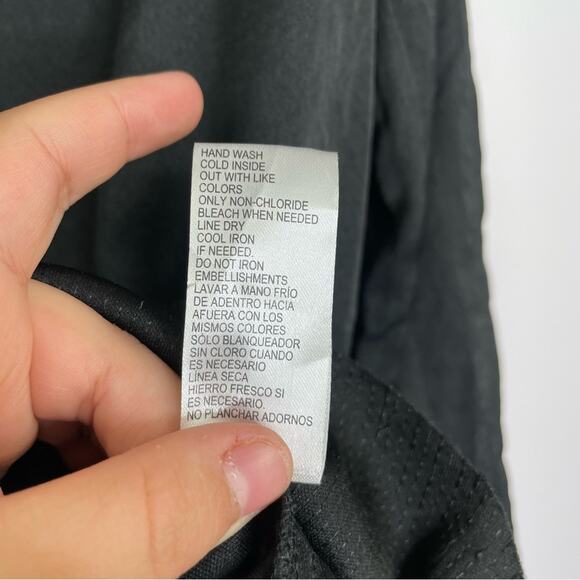 HAND WASH
COLD INSIDE
OUT WITH LIKE
COLORS
ONLY NON-CHLORIDE
BLEACH WHEN NEEDED
LINE DRY
COOL IRON
IF NEEDED.
DO NOT IRON
EMBELLISHMENTS
LAVAR A MANO FRÍO
DE ADENTRO HACIA
AFUERA CON LOS
MISMOS COLORES
SÓLO BLANQUEADOR
SIN CLORO CUANDO
ES NECESARIO
LÍNEA SECA
HIERRO FRESCO SI
ES NECESARIO.
NO PLANCHAR ADORNOS